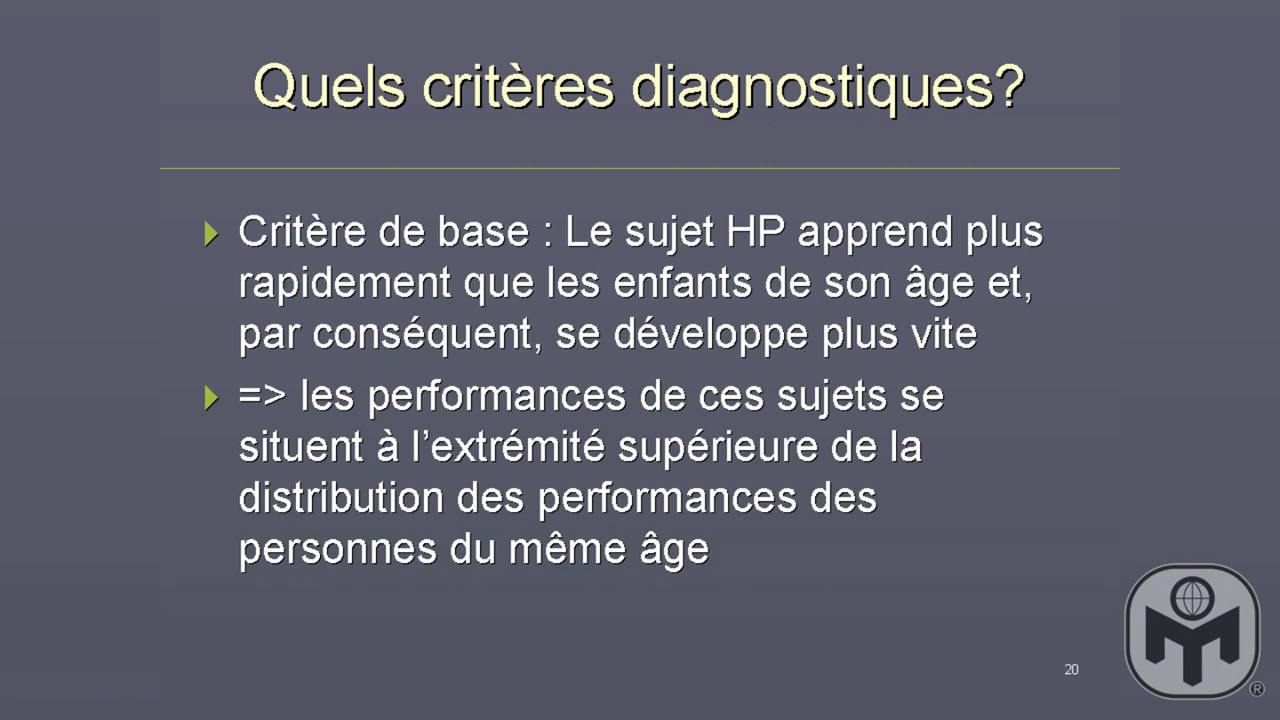 Quels critères diagnostiques?
Critère de base : Le sujet HP apprend plus
rapidement que les enfants de son âge et,
par conséquent, se développe plus vite
=> les performances de ces sujets se
situent à l’extrémité supérieure de la
distribution des performances des
personnes du même âge
20
®